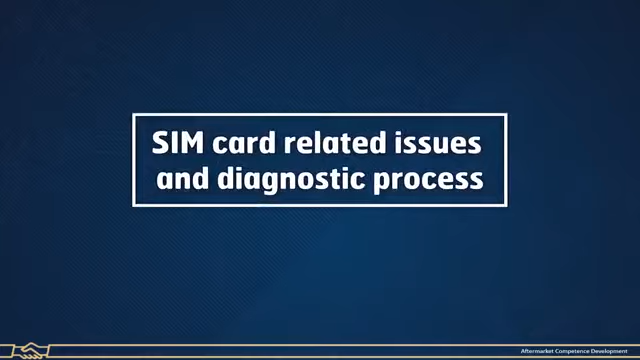 SIM card related issues
and diagnostic process
Aftermarket Competence Development